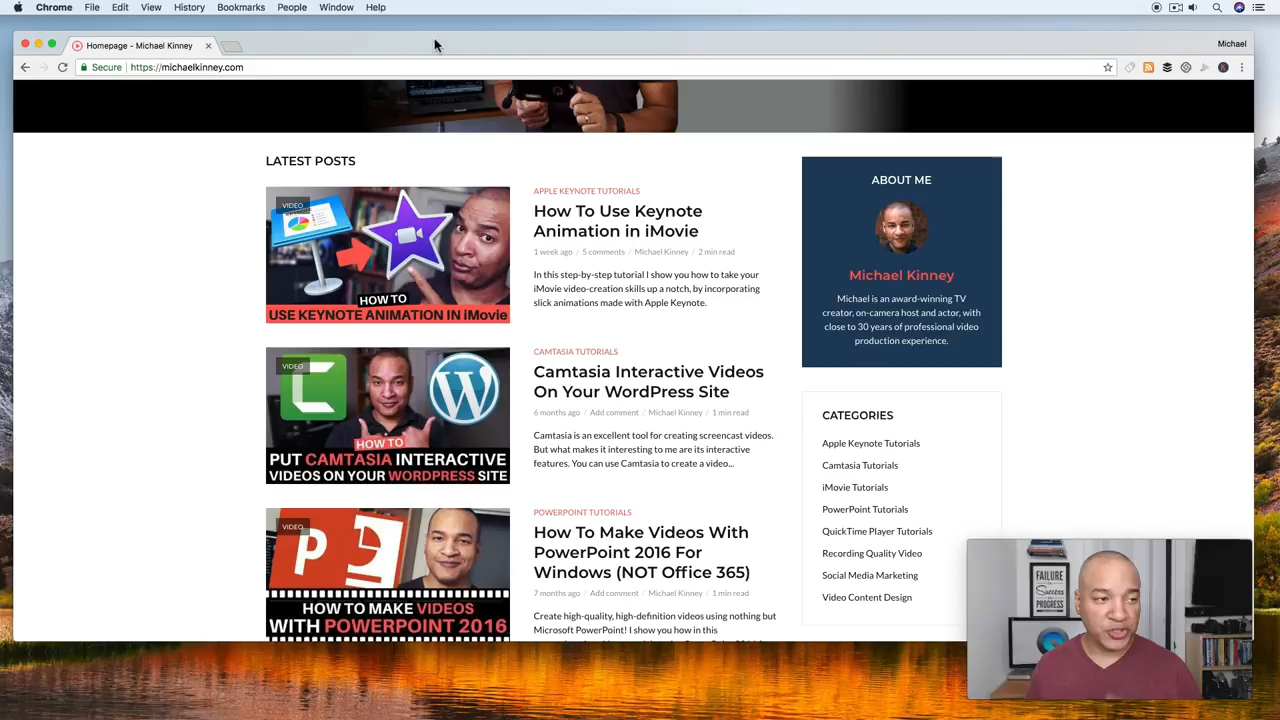 Chrome File Edit View History Bookmarks People Window Help
Homepage - Michael Kinney
Michael
Secure https://michaelkinney.com
LATEST POSTS
VIDEO
HOW TO
USE KEYNOTE ANIMATION IN iMovie
APPLE KEYNOTE TUTORIALS
How To Use Keynote
Animation in iMovie
1 week ago / 5 comments / Michael Kinney / 2 min read
In this step-by-step tutorial I show you how to take your
iMovie video-creation skills up a notch, by incorporating
slick animations made with Apple Keynote.
VIDEO
HOW TO
PUT CAMTASIA INTERACTIVE
VIDEOS ON YOUR WORDPRESS SITE
CAMTASIA TUTORIALS
Camtasia Interactive Videos
On Your WordPress Site
6 months ago / Add comment / Michael Kinney / 1 min read
Camtasia is an excellent tool for creating screencast videos.
But what makes it interesting to me are its interactive
features. You can use Camtasia to create a video...
VIDEO
HOW TO MAKE VIDEOS
WITH POWERPOINT 2016
POWERPOINT TUTORIALS
How To Make Videos With
PowerPoint 2016 For
Windows (NOT Office 365)
7 months ago / Add comment / Michael Kinney / 1 min read
Create high-quality, high-definition videos using nothing but
Microsoft PowerPoint! I show you how in this
ABOUT ME
Michael Kinney
Michael is an award-winning TV
creator, on-camera host and actor, with
close to 30 years of professional video
production experience.
CATEGORIES
Apple Keynote Tutorials
Camtasia Tutorials
iMovie Tutorials
PowerPoint Tutorials
QuickTime Player Tutorials
Recording Quality Video
Social Media Marketing
Video Content Design
FAILURE
Success
PROGRESS